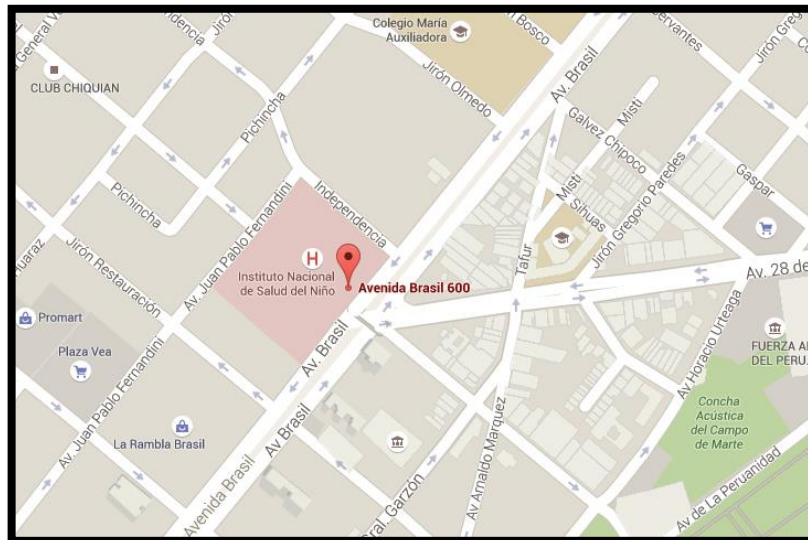 Colegio María
Auxiliadora
Bosco
Av. Brasil
Jirón Olmedo
Cervantes
CLUB CHIQUIAN
Pichincha
Misti
Galvez Chipoco
Jirón Gregorio Paredes
Gaspar
Pichincha
Independencia
Misti
Sihuas
Tafur
Huaraz
Jirón Restauración
Av. Juan Pablo Fernandini
H
Instituto Nacional
de Salud del Niño
Avenida Brasil 600
Av. 28 de
Promart
Plaza Vea
Av. Juan Pablo Fernandini
Av. Brasil
Av Brasil
Av Horacio Urteaga
DEL PERU
Concha
Acústica
del Campo
de Marte
La Rambla Brasil
Avenida Brasil
Gral. Garzón
Av Arnaldo Marquez
Av de La Peruanidad